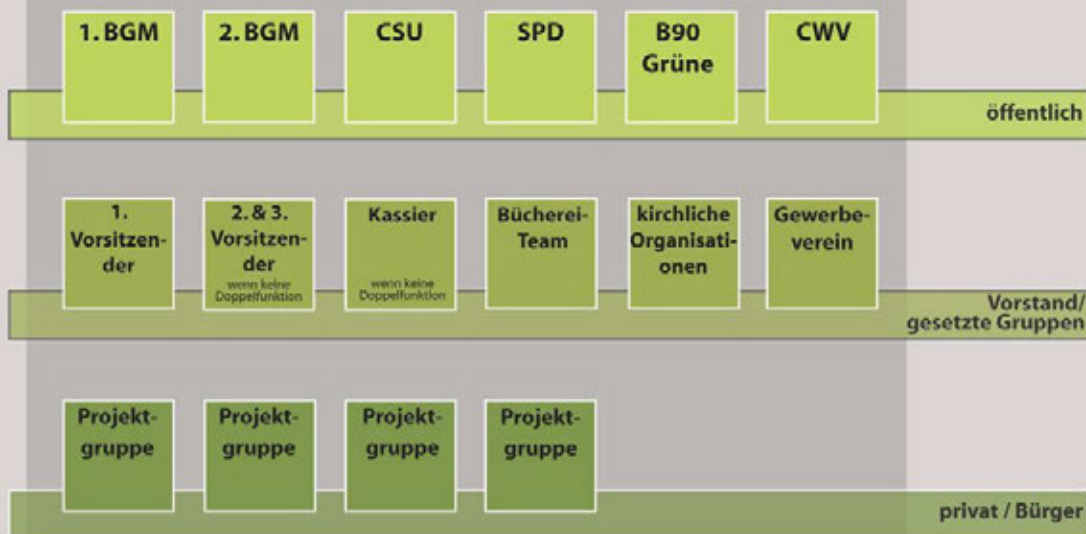 1. BGM
2. BGM
CSU
SPD
B90
Grüne
CWV
öffentlich
1.
Vorsitzen-
der
2. & 3.
Vorsitzen-
der
wenn keine
Doppelfunktion
Kassier
wenn keine
Doppelfunktion
Bücherei-
Team
kirchliche
Organisati-
onen
Gewerbe-
verein
Vorstand/
gesetzte Gruppen
Projekt-
gruppe
Projekt-
gruppe
Projekt-
gruppe
Projekt-
gruppe
privat / Bürger